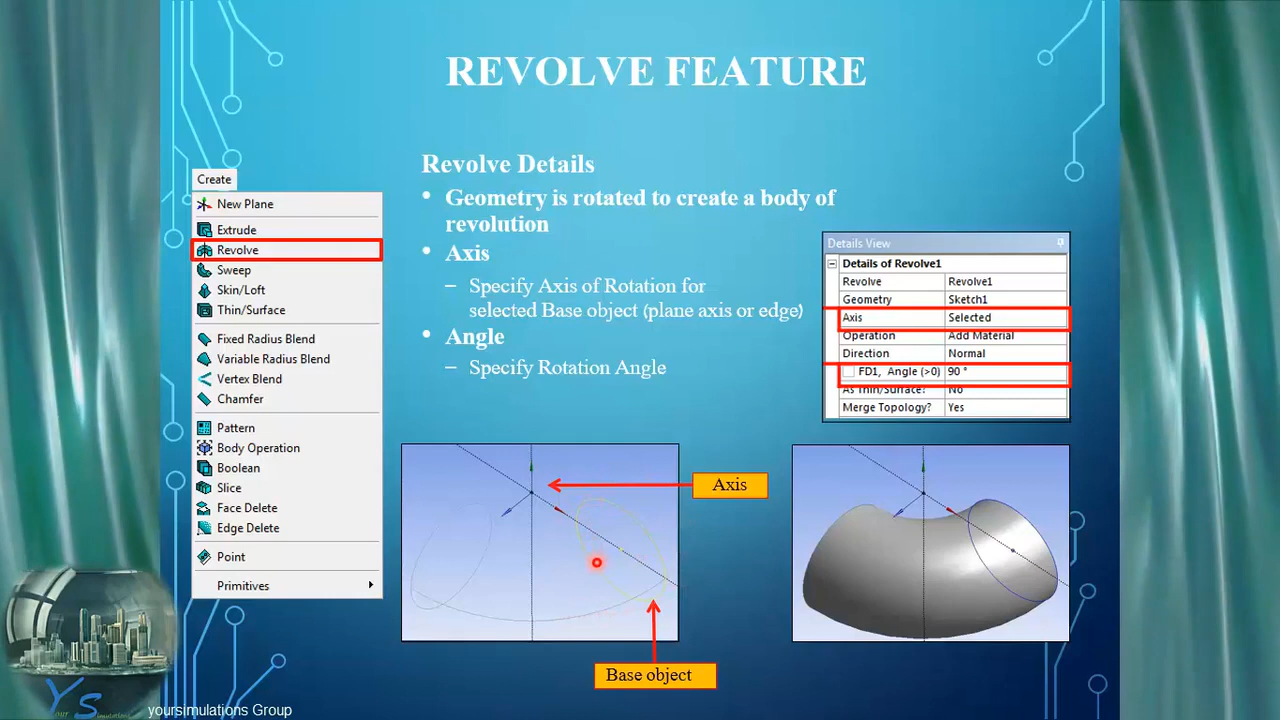 REVOLVE FEATURE
Revolve Details
• Geometry is rotated to create a body of
revolution
• Axis
– Specify Axis of Rotation for
selected Base object (plane axis or edge)
• Angle
– Specify Rotation Angle
Create
New Plane
Extrude
Revolve
Sweep
Skin/Loft
Thin/Surface
Fixed Radius Blend
Variable Radius Blend
Vertex Blend
Chamfer
Pattern
Body Operation
Boolean
Slice
Face Delete
Edge Delete
Point
Primitives
Details View
Details of Revolve1
Revolve Revolve1
Geometry Sketch1
Axis Selected
Operation Add Material
Direction Normal
FD1, Angle (>0) 90 °
As Thin/Surface? No
Merge Topology? Yes
Axis
Base object
yoursimulations Group